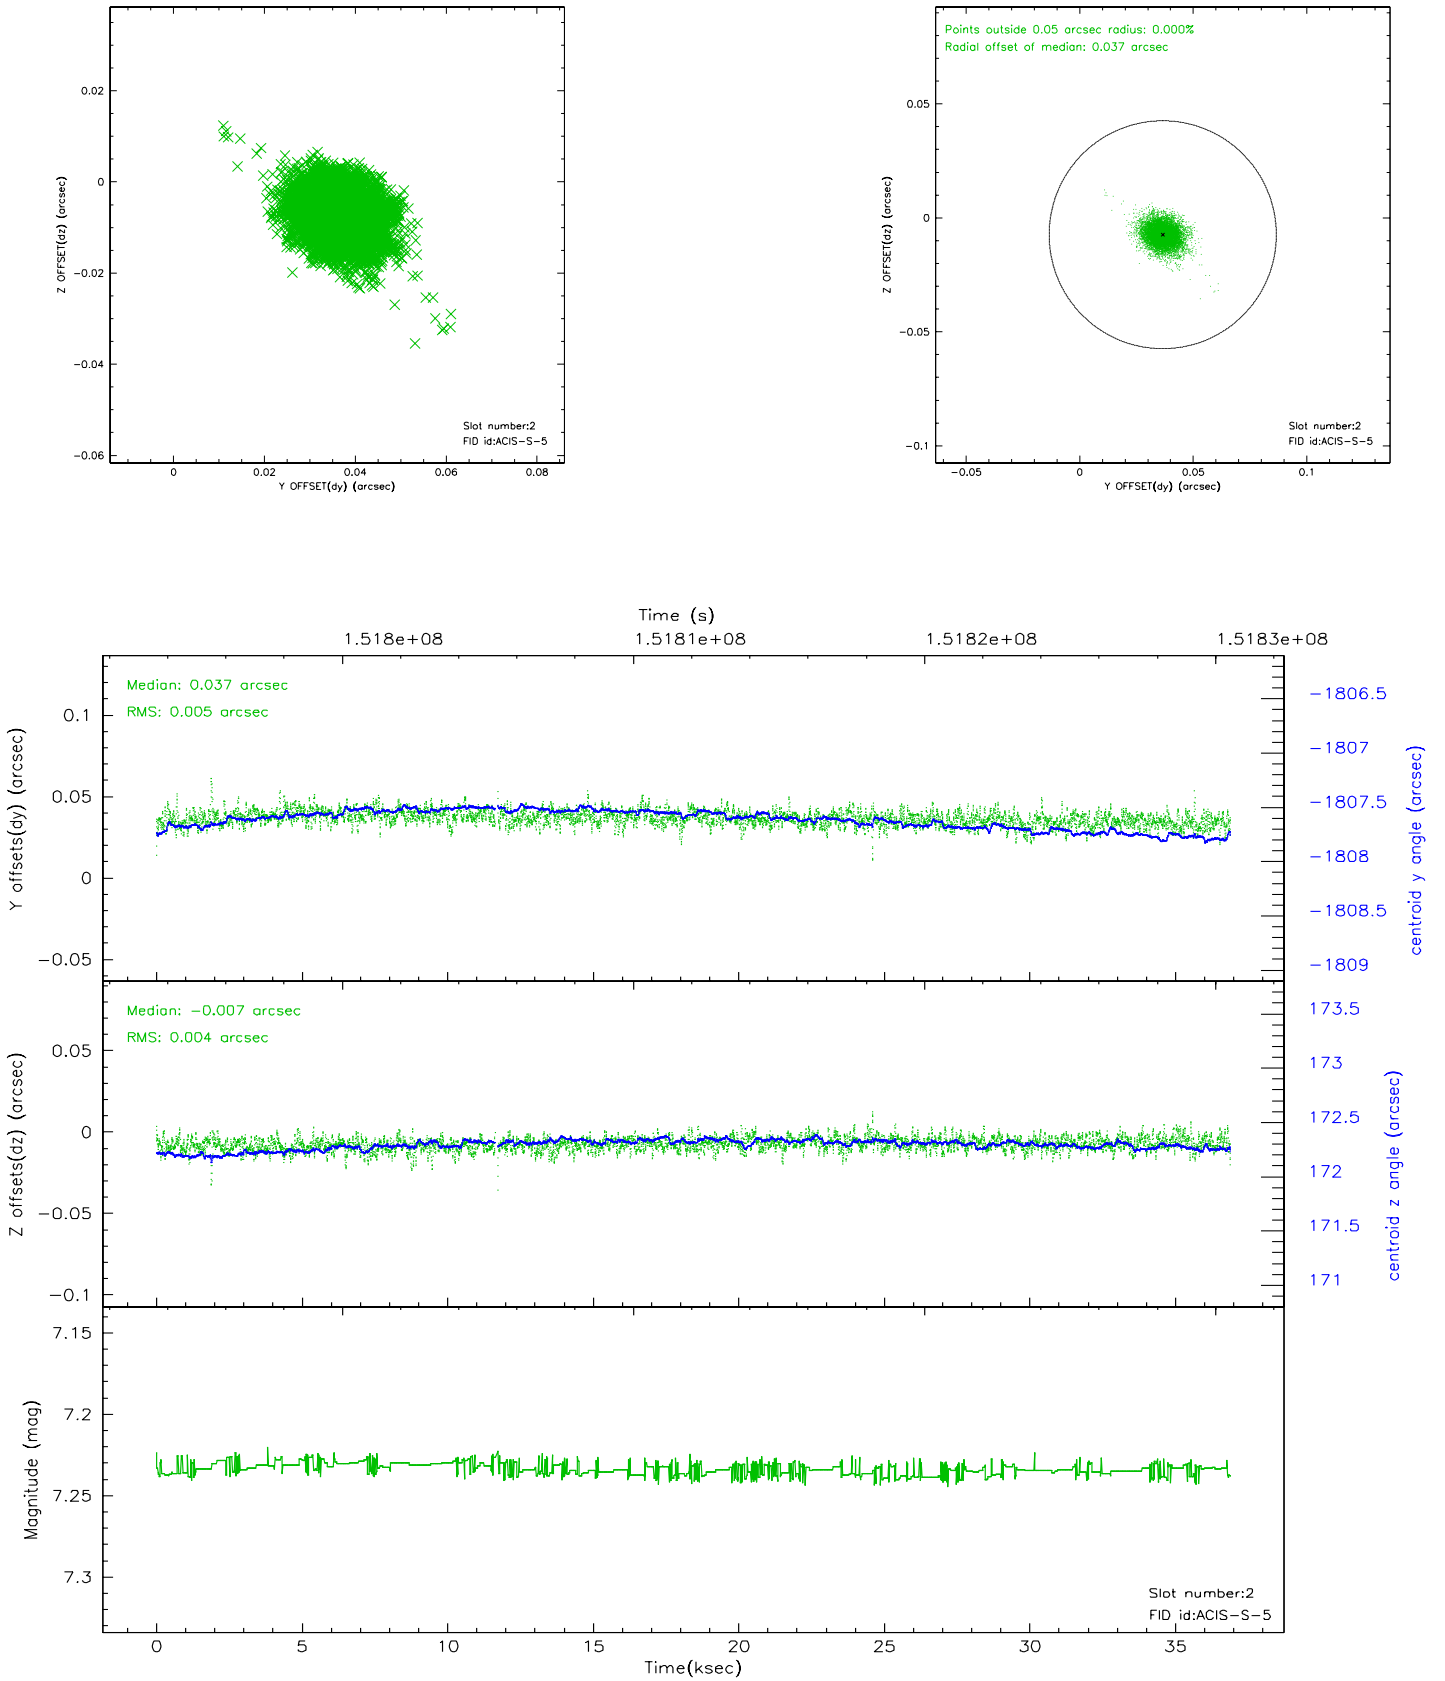 0.02
0
-0.02
-0.04
-0.06
Z OFFSET(dz) (arcsec)
0
0.02
0.04
0.06
0.08
Y OFFSET(dy) (arcsec)
Slot number:2
FID id:ACIS-S-5
Points outside 0.05 arcsec radius: 0.000%
Radial offset of median: 0.037 arcsec
0.05
0
-0.05
-0.1
Z OFFSET(dz) (arcsec)
-0.05
0
0.05
0.1
Y OFFSET(dy) (arcsec)
Slot number:2
FID id:ACIS-S-5
Time (s)
1.518e+08
1.5181e+08
1.5182e+08
1.5183e+08
Median: 0.037 arcsec
RMS: 0.005 arcsec
0.1
0.05
0
-0.05
Y offsets(dy) (arcsec)
-1806.5
-1807
-1807.5
-1808
-1808.5
-1809
centroid y angle (arcsec)
Median: -0.007 arcsec
RMS: 0.004 arcsec
0.05
0
-0.05
-0.1
Z offsets(dz) (arcsec)
173.5
173
172.5
172
171.5
171
centroid z angle (arcsec)
7.15
7.2
7.25
7.3
Magnitude (mag)
Slot number:2
FID id:ACIS-S-5
0
5
10
15
20
25
30
35
Time(ksec)